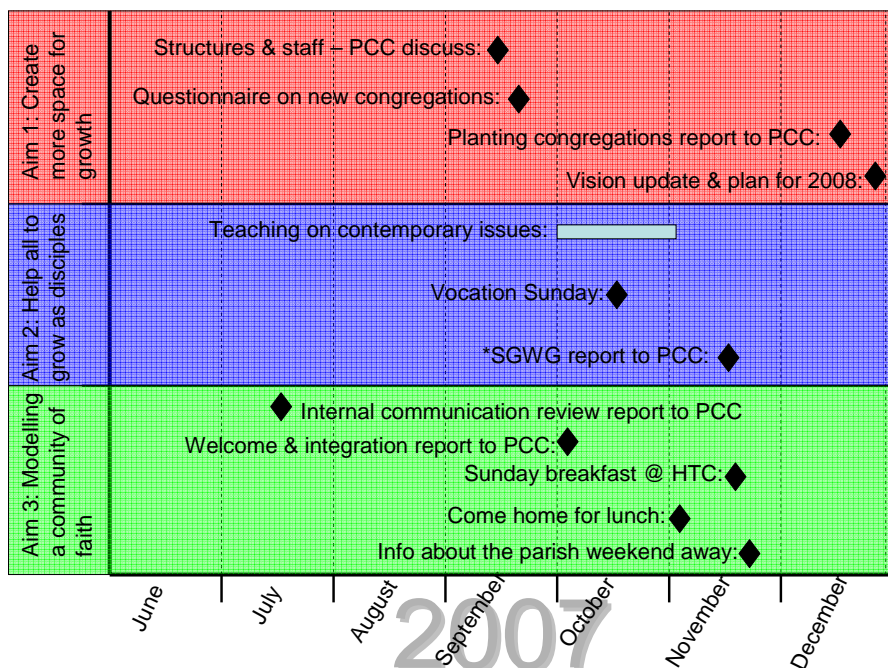 Aim 1: Create
more space for
growth
Structures & staff – PCC discuss:
Questionnaire on new congregations:
Planting congregations report to PCC:
Vision update & plan for 2008:
Aim 2: Help all to
grow as disciples
Teaching on contemporary issues:
Vocation Sunday:
*SGWG report to PCC:
Aim 3: Modelling
a community of
faith
Internal communication review report to PCC
Welcome & integration report to PCC:
Sunday breakfast @ HTC:
Come home for lunch:
Info about the parish weekend away:
June
July
August
September
October
November
December
2007